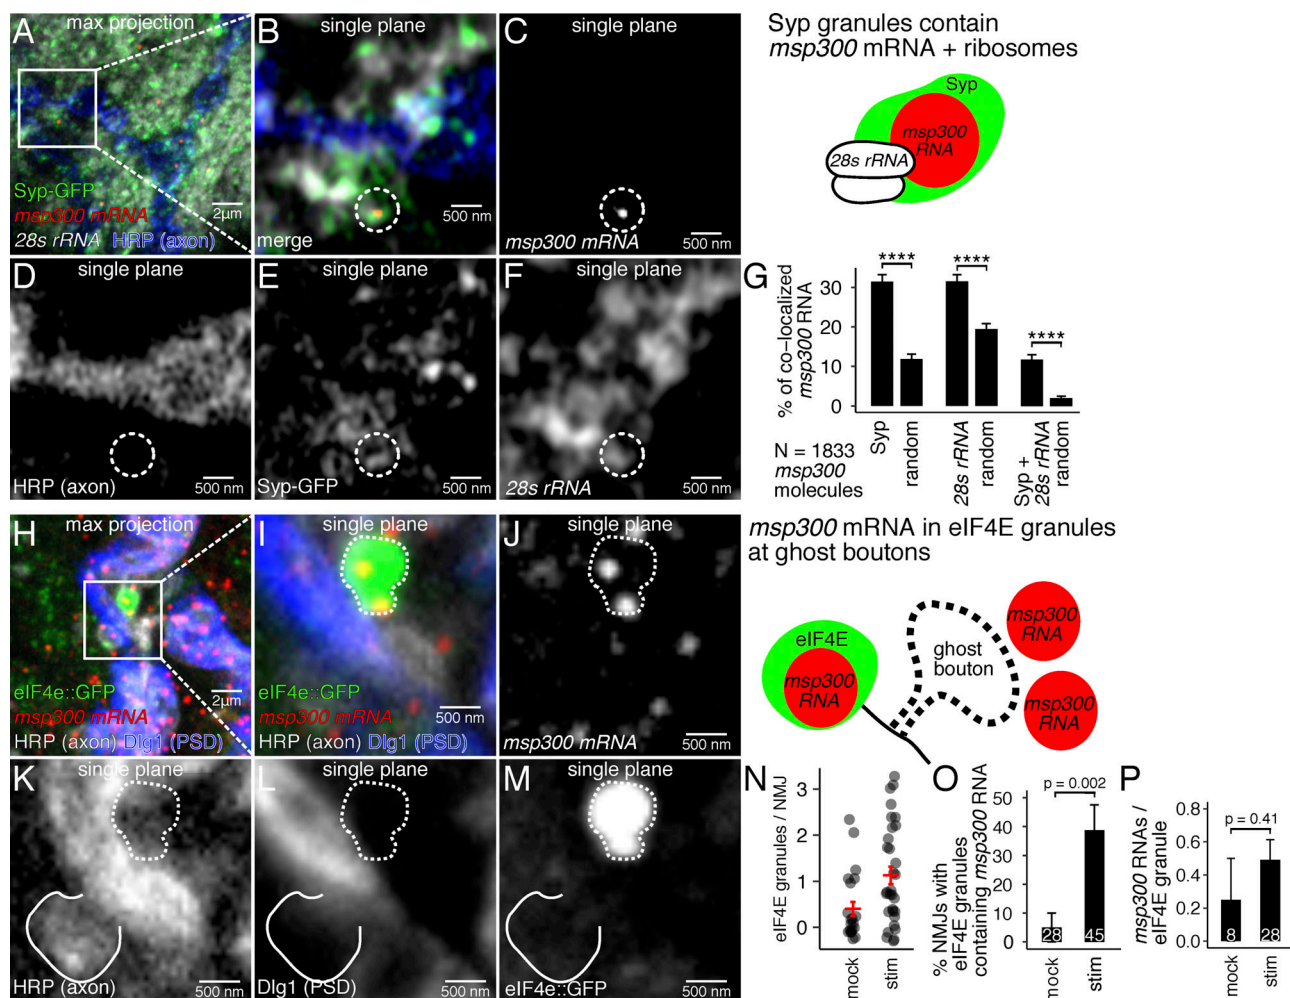 A
max projection
Syp-GFP
msp300 mRNA
28s rRNA HRP (axon)
2µm
B
single plane
merge
500 nm
C
single plane
msp300 mRNA
500 nm
Syp granules contain
msp300 mRNA + ribosomes
Syp
msp300
RNA
28s rRNA
D
single plane
HRP (axon)
500 nm
E
single plane
Syp-GFP
500 nm
F
single plane
28s rRNA
500 nm
G
% of co-localized
msp300 RNA
30
20
10
0
****
****
****
Syp
random
28s rRNA
random
Syp +
28s rRNA
random
N = 1833
msp300
molecules
H
max projection
eIF4e::GFP
msp300 mRNA
HRP (axon) Dlg1 (PSD)
2µm
I
single plane
eIF4e::GFP
msp300 mRNA
HRP (axon) Dlg1 (PSD)
500 nm
J
single plane
msp300 mRNA
500 nm
msp300 mRNA in eIF4E granules
at ghost boutons
eIF4E
msp300
RNA
ghost
bouton
msp300
RNA
msp300
RNA
K
single plane
HRP (axon)
500 nm
L
single plane
Dlg1 (PSD)
500 nm
M
single plane
eIF4e::GFP
500 nm
N
eIF4E granules / NMJ
3
2
1
0
mock
stim
O
% NMJs with
eIF4E granules
containing msp300 RNA
p = 0.002
50
40
30
20
10
0
28
45
mock
stim
P
msp300 RNAs /
eIF4E granule
p = 0.41
0.8
0.6
0.4
0.2
0.0
8
28
mock
stim